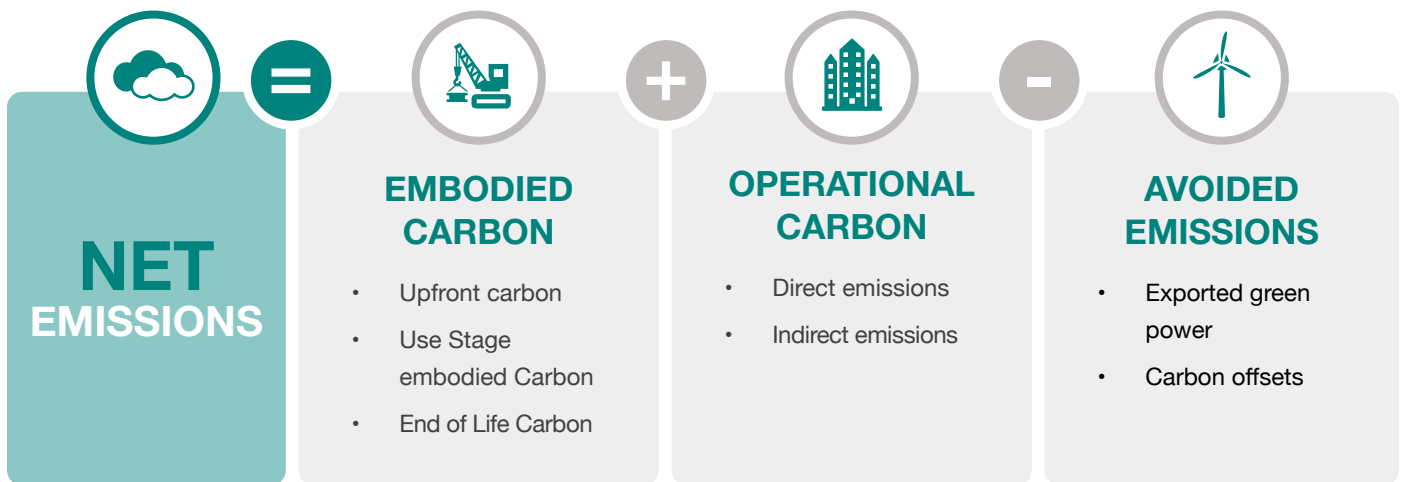 =
+
-
NET
EMISSIONS
EMBODIED
CARBON
• Upfront carbon
• Use Stage
embodied Carbon
• End of Life Carbon
OPERATIONAL
CARBON
• Direct emissions
• Indirect emissions
AVOIDED
EMISSIONS
• Exported green
power
• Carbon offsets